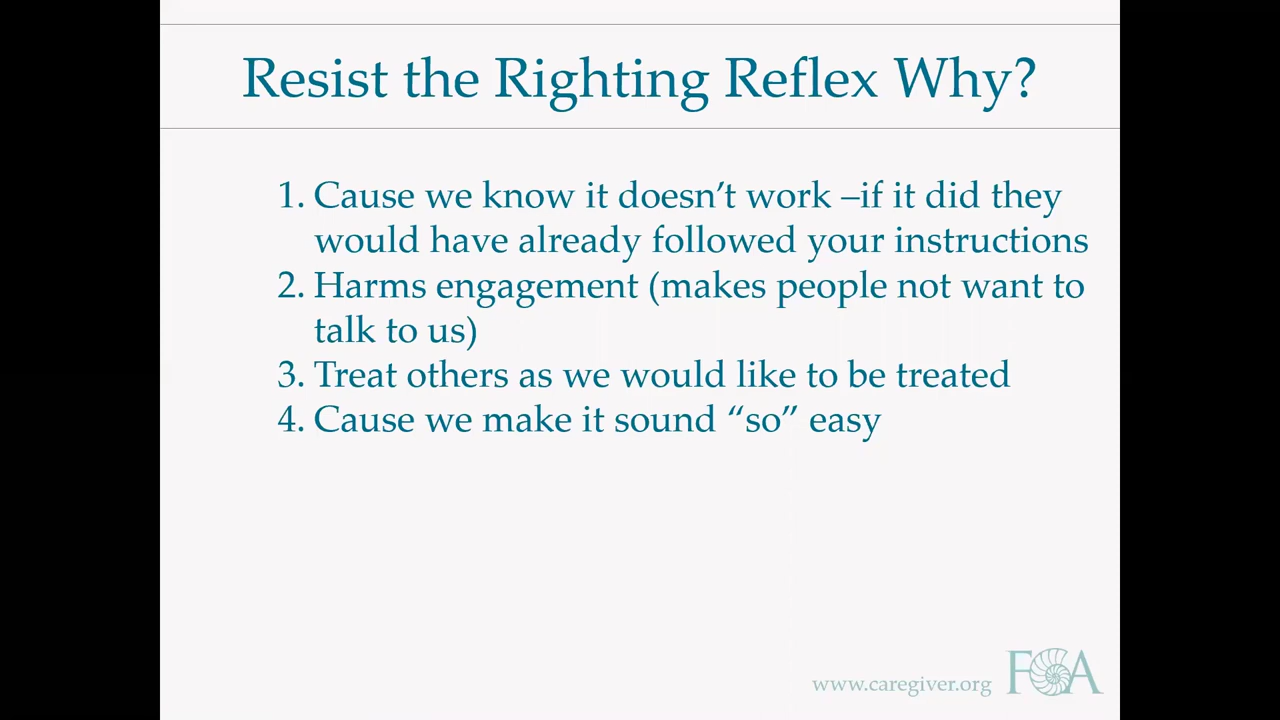 Resist the Righting Reflex Why?
1. Cause we know it doesn’t work –if it did they
would have already followed your instructions
2. Harms engagement (makes people not want to
talk to us)
3. Treat others as we would like to be treated
4. Cause we make it sound “so” easy
www.caregiver.org FCA